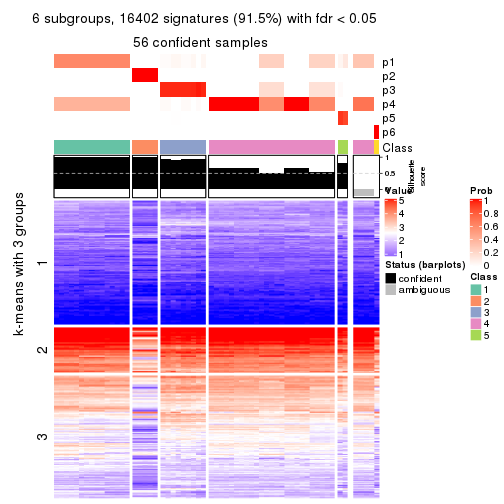 6 subgroups, 16402 signatures (91.5%) with fdr < 0.05
56 confident samples
p1
p2
p3
p4
p5
p6
Class
1
0.5
0
Silhouette
score
k-means with 3 groups
1
2
3
Value
5
4
3
2
1
Status (barplots)
confident
ambiguous
Prob
1
0.8
0.6
0.4
0.2
0
Class
1
2
3
4
5